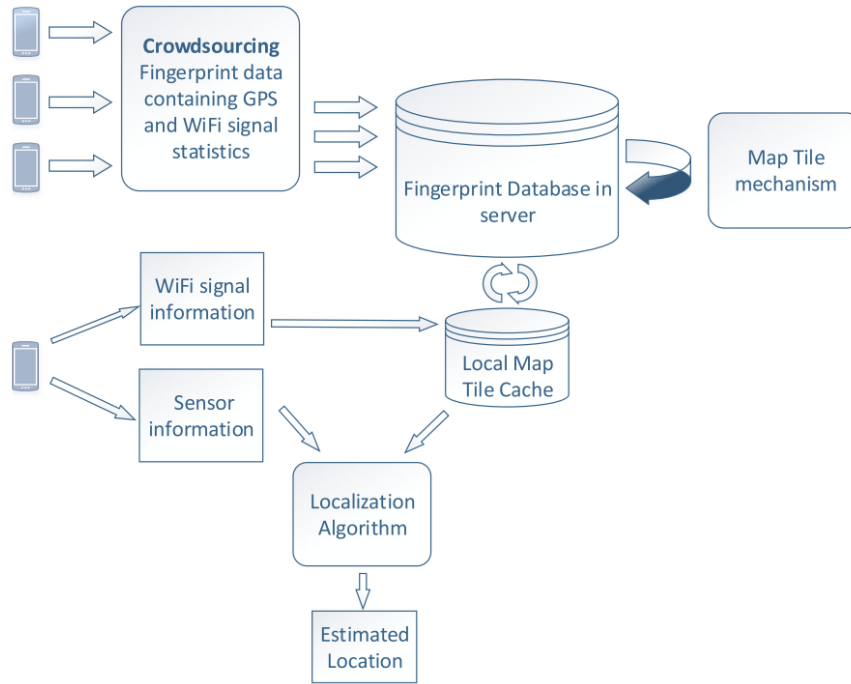 Crowdsourcing
Fingerprint data
containing GPS
and WiFi signal
statistics
Fingerprint Database in
server
Map Tile
mechanism
WiFi signal
information
Local Map
Tile Cache
Sensor
information
Localization
Algorithm
Estimated
Location